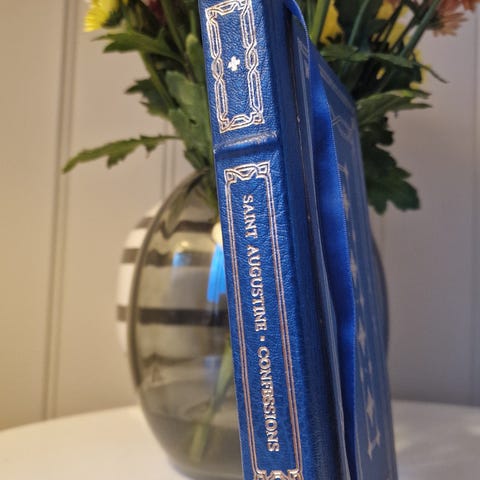 SAINT AUGUSTINE · CONFESSIONS